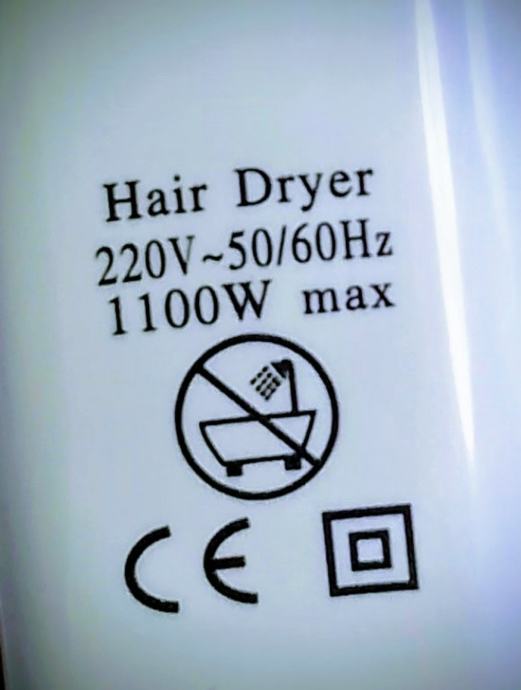 Hair Dryer
220V~50/60Hz
1100W max
CE